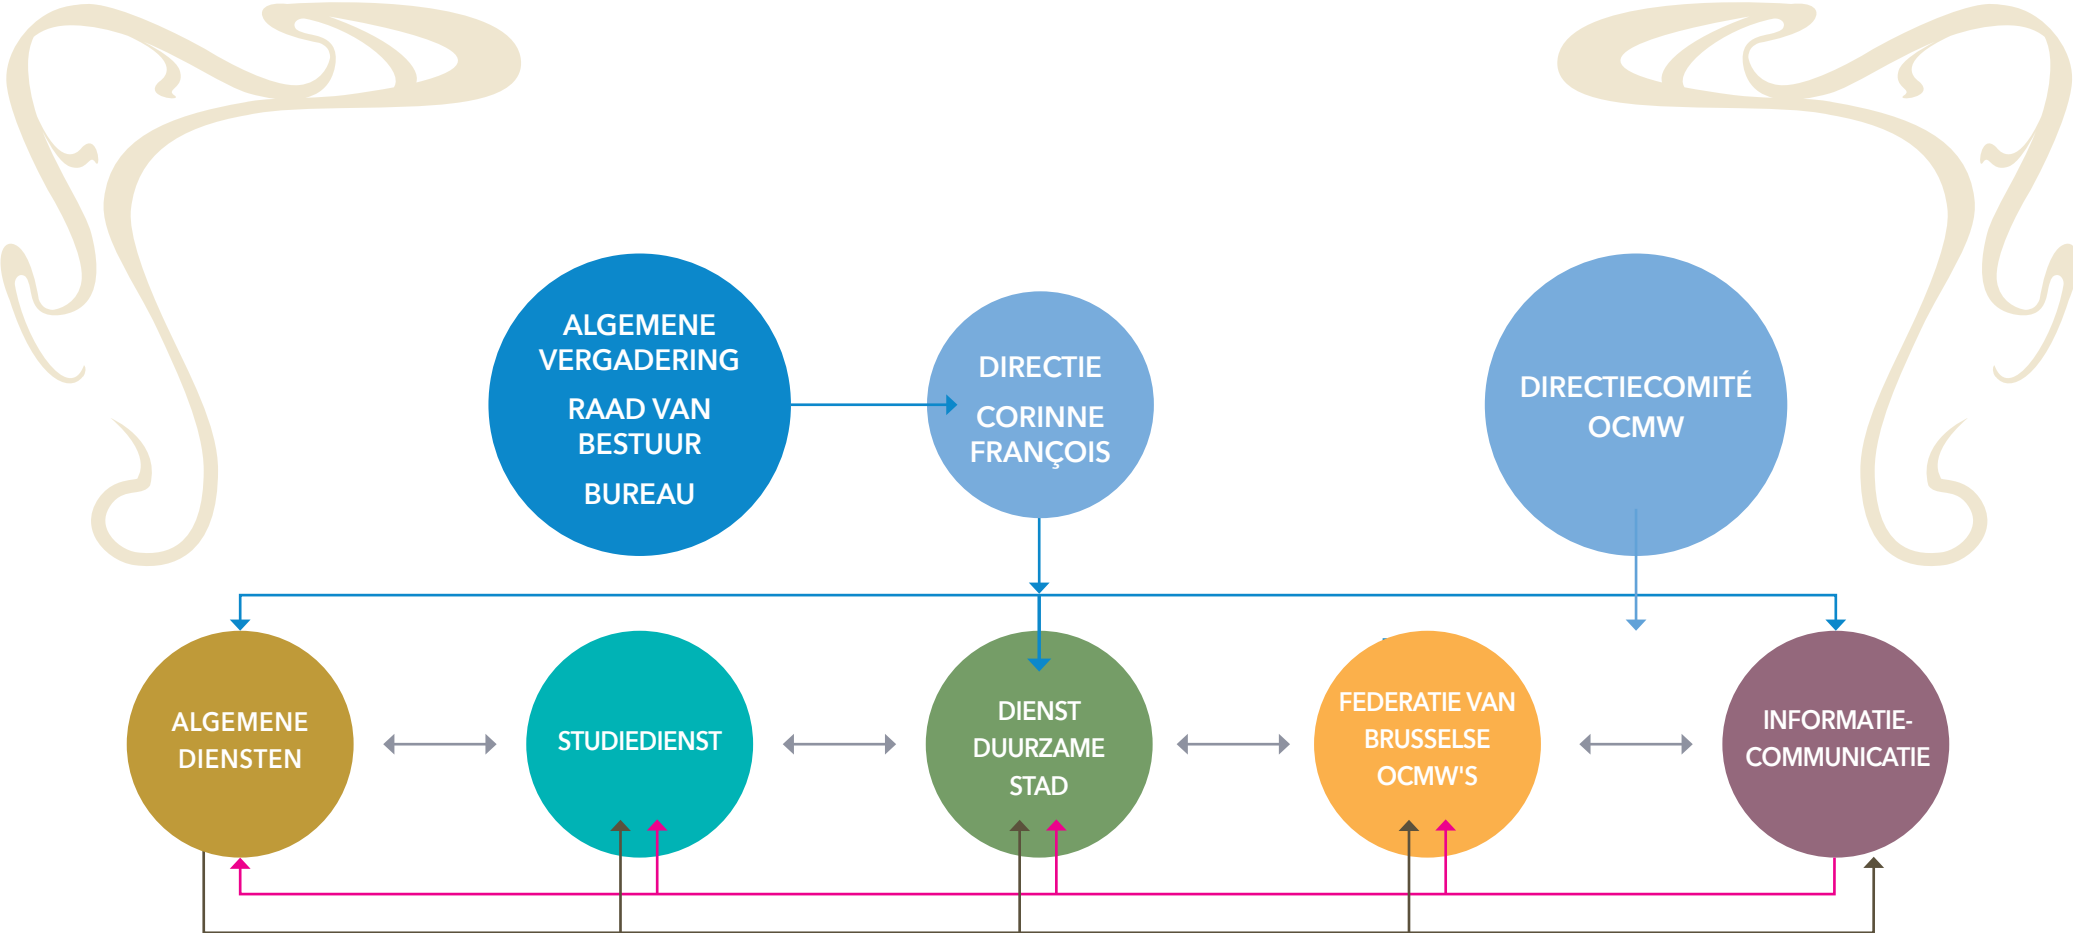 ALGEMENE
VERGADERING
RAAD VAN
BESTUUR
BUREAU
DIRECTIE
CORINNE
FRANÇOIS
DIRECTIECOMITÉ
OCMW
ALGEMENE
DIENSTEN
STUDIEDIENST
DIENST
DUURZAME
STAD
FEDERATIE VAN
BRUSSELSE
OCMW'S
INFORMATIE-
COMMUNICATIE